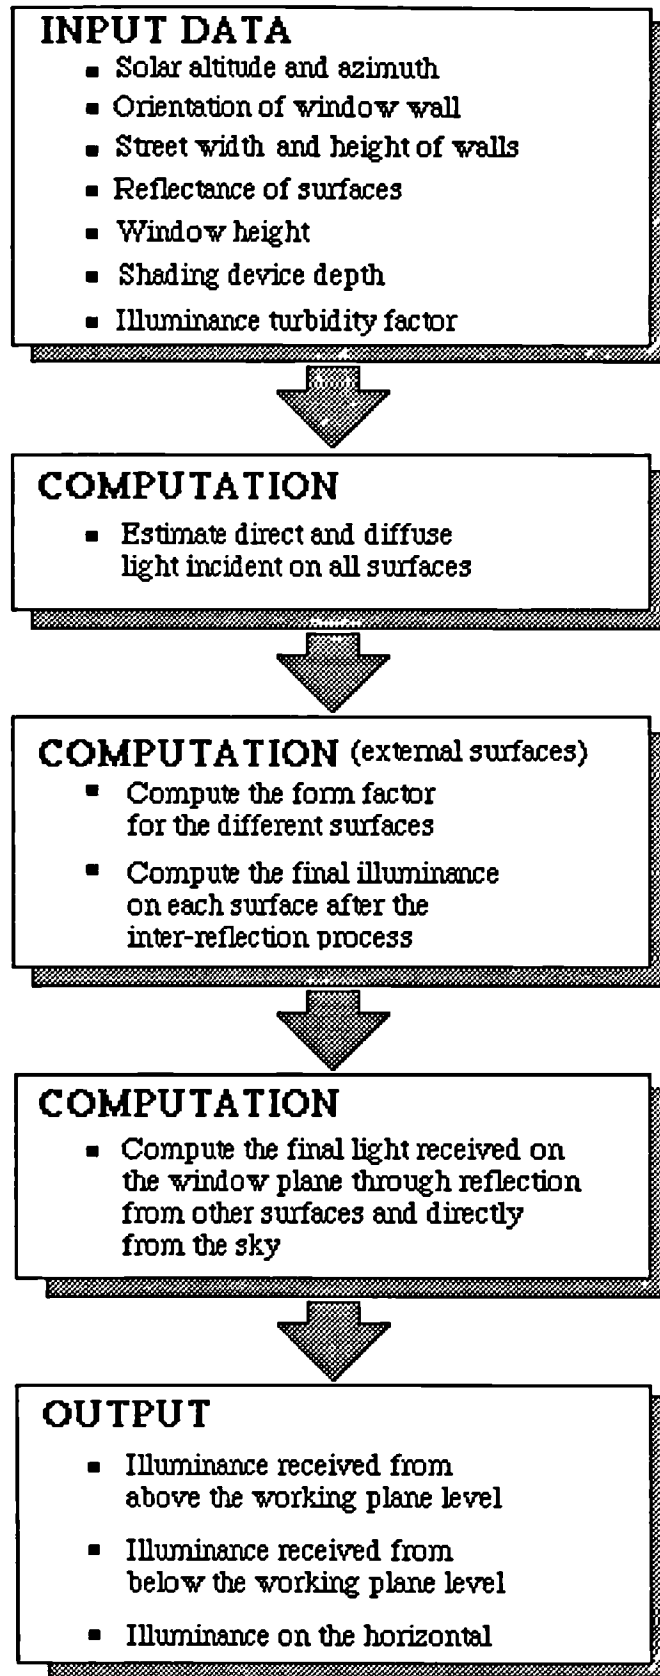 INPUT DATA
▪ Solar altitude and azimuth
▪ Orientation of window wall
▪ Street width and height of walls
▪ Reflectance of surfaces
▪ Window height
▪ Shading device depth
▪ Illuminance turbidity factor
COMPUTATION
▪ Estimate direct and diffuse
light incident on all surfaces
COMPUTATION (external surfaces)
▪ Compute the form factor
for the different surfaces
▪ Compute the final illuminance
on each surface after the
inter-reflection process
COMPUTATION
▪ Compute the final light received on
the window plane through reflection
from other surfaces and directly
from the sky
OUTPUT
▪ Illuminance received from
above the working plane level
▪ Illuminance received from
below the working plane level
▪ Illuminance on the horizontal